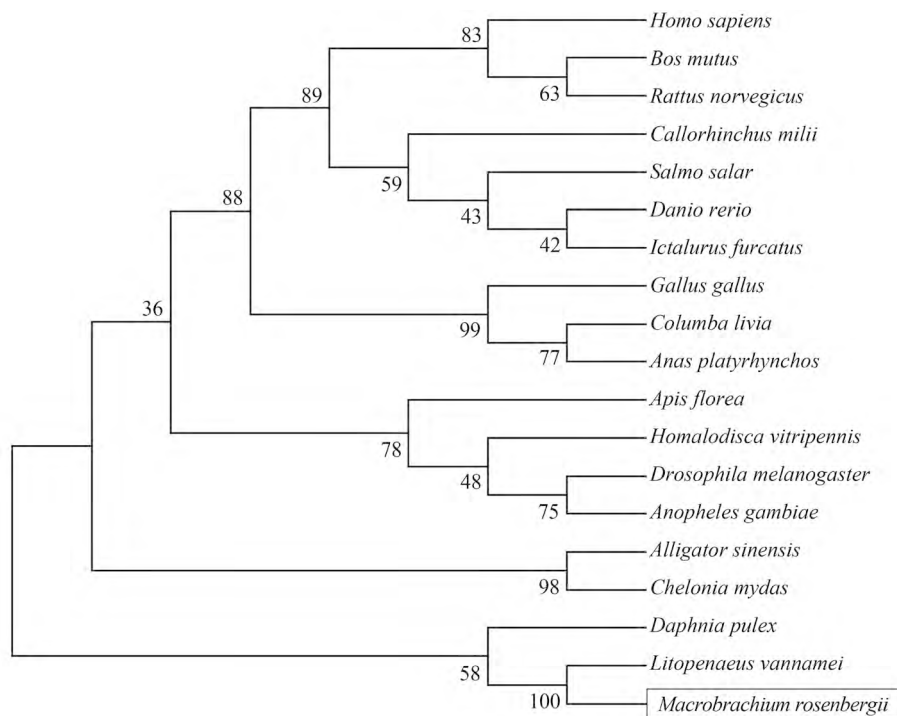 83
Homo sapiens
Bos mutus
63
Rattus norvegicus
89
Callorhinchus milii
59
Salmo salar
88
43
Danio rerio
42
Ictalurus furcatus
Gallus gallus
36
99
Columba livia
77
Anas platyrhynchos
Apis florea
78
Homalodisca vitripennis
48
Drosophila melanogaster
75
Anopheles gambiae
Alligator sinensis
98
Chelonia mydas
Daphnia pulex
58
Litopenaeus vannamei
100
Macrobrachium rosenbergii